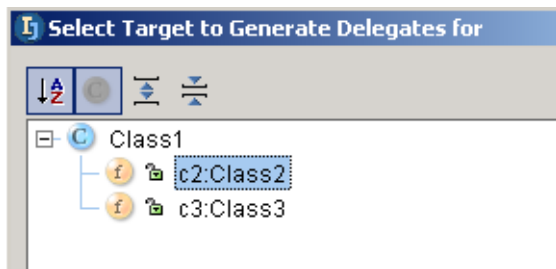 Select Target to Generate Delegates for
Class1
c2:Class2
c3:Class3